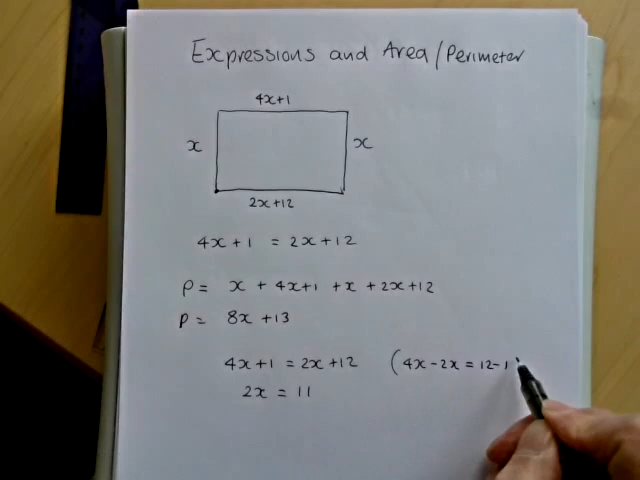 Expressions and Area/Perimeter
4x+1
x
x
2x+12
4x+1 = 2x+12
P = x + 4x+1 + x + 2x+12
P = 8x +13
4x+1 = 2x+12 (4x-2x = 12-1)
2x = 11